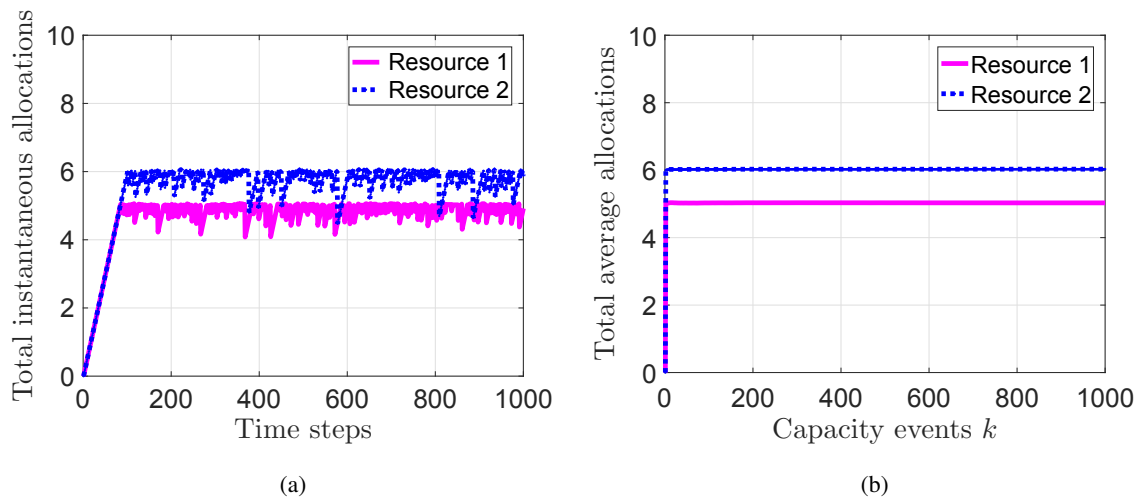 Total instantaneous allocations
10
8
6
4
2
0
0 200 400 600 800 1000
Time steps
Resource 1
Resource 2
(a)
Total average allocations
10
8
6
4
2
0
0 200 400 600 800 1000
Capacity events k
Resource 1
Resource 2
(b)